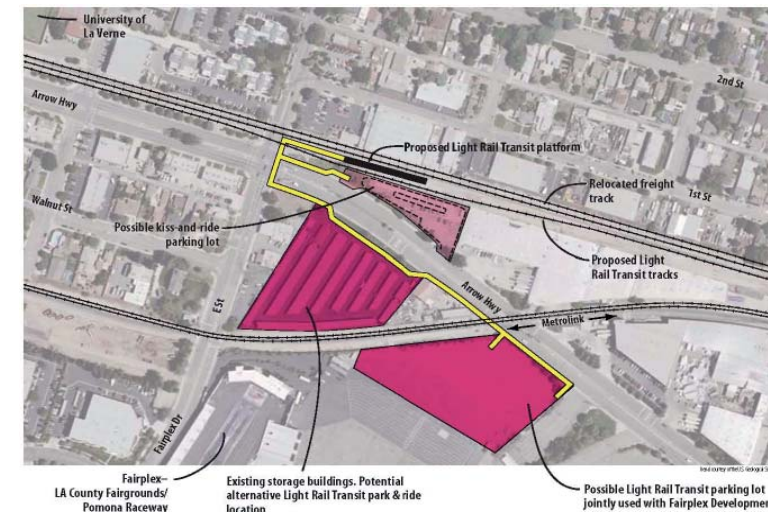 University of
La Verne
2nd St
Arrow Hwy
Proposed Light Rail Transit platform
Relocated freight
track
1st St
Walnut St
Possible kiss-and-ride
parking lot
Proposed Light
Rail Transit tracks
E St
Arrow Hwy
Metrolink
Fairplex Dr
Fairplex–
LA County Fairgrounds/
Pomona Raceway
Existing storage buildings. Potential
alternative Light Rail Transit park & ride
location
Possible Light Rail Transit parking lot
jointly used with Fairplex